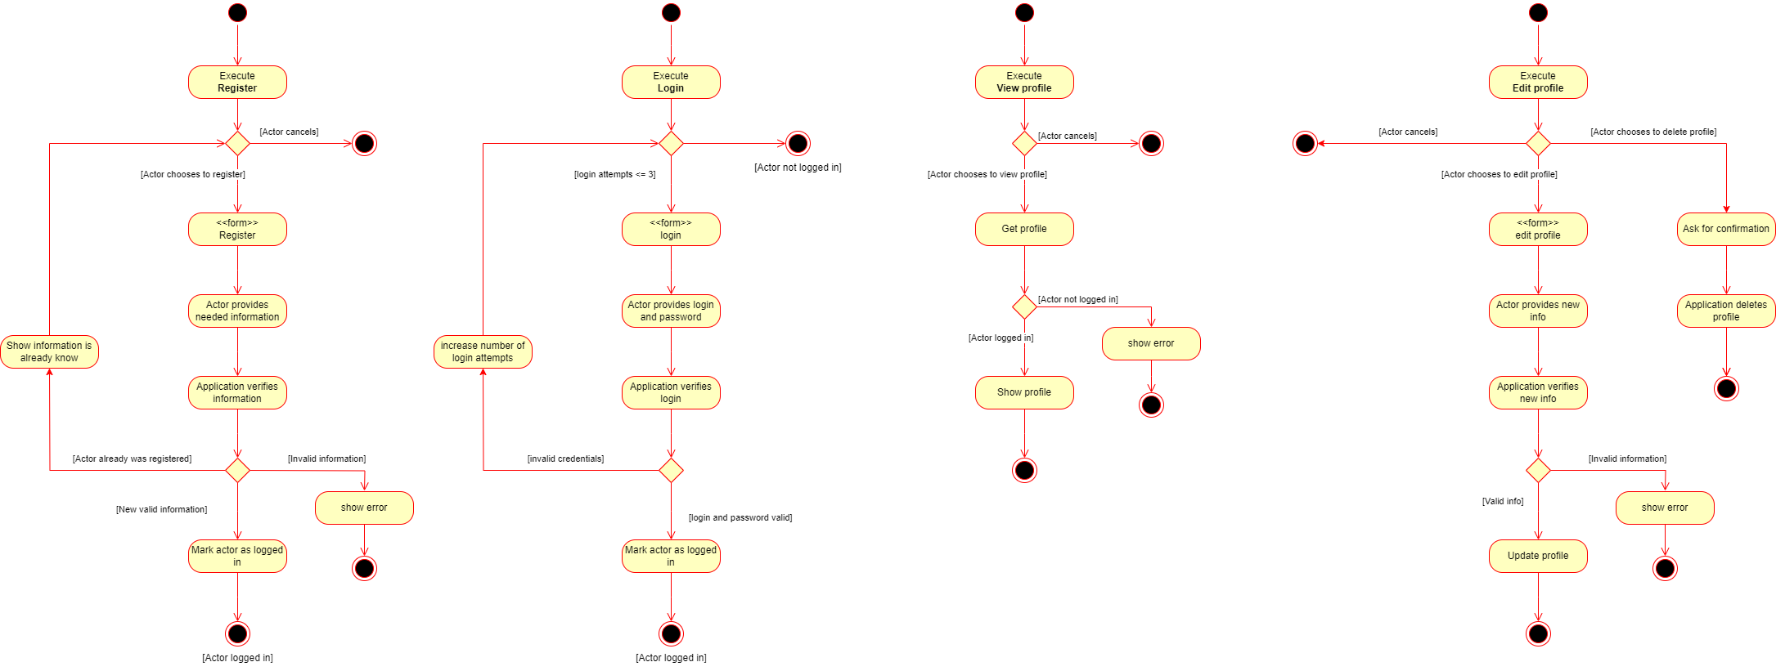 Execute
Register
[Actor cancels]
[Actor chooses to register]
<<form>>
Register
Actor provides
needed information
Show information is
already know
Application verifies
information
[Actor already was registered]
[Invalid information]
[New valid information]
show error
Mark actor as logged
in
[Actor logged in]
Execute
Login
[Actor not logged in]
[login attempts <= 3]
<<form>>
login
Actor provides login
and password
increase number of
login attempts
Application verifies
login
[invalid credentials]
[login and password valid]
Mark actor as logged
in
[Actor logged in]
Execute
View profile
[Actor cancels]
[Actor chooses to view profile]
Get profile
[Actor not logged in]
[Actor logged in]
show error
Show profile
Execute
Edit profile
[Actor cancels]
[Actor chooses to delete profile]
[Actor chooses to edit profile]
<<form>>
edit profile
Ask for confirmation
Actor provides new
info
Application deletes
profile
Application verifies
new info
[Invalid information]
[Valid info]
show error
Update profile